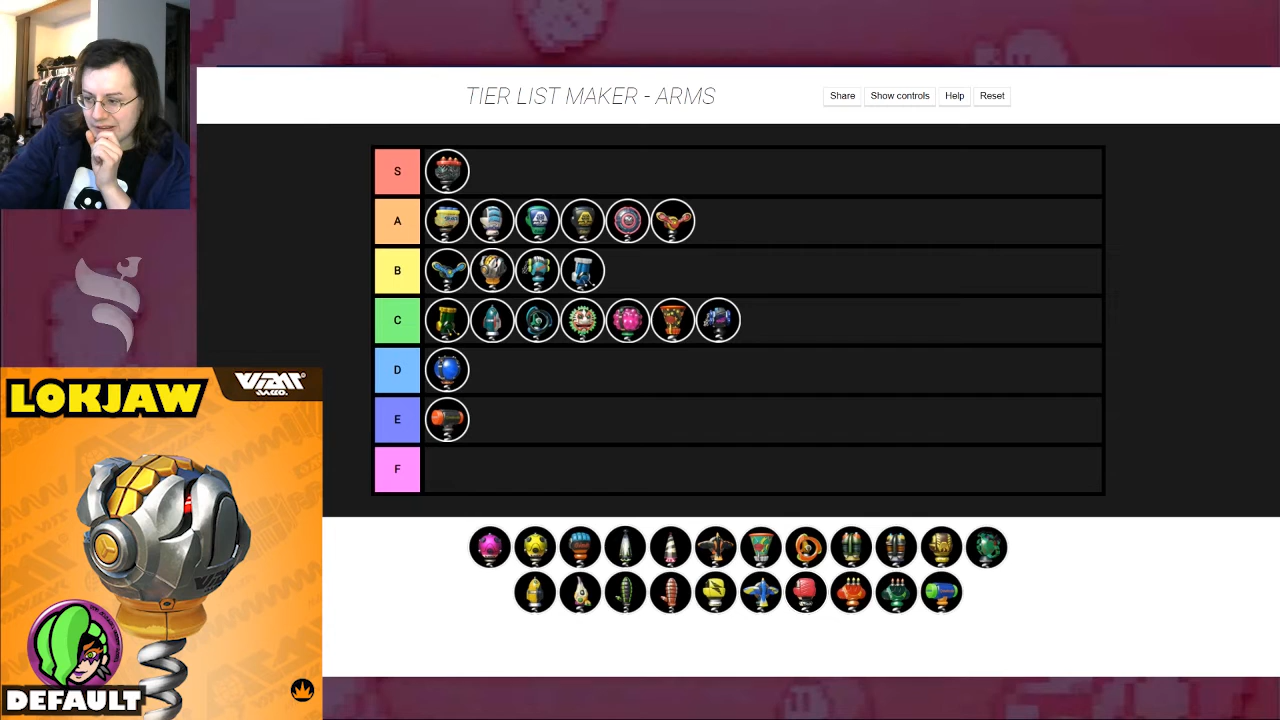 TIER LIST MAKER - ARMS
Share
Show controls
Help
Reset
S
A
B
C
D
E
F
LOKJAW
DEFAULT